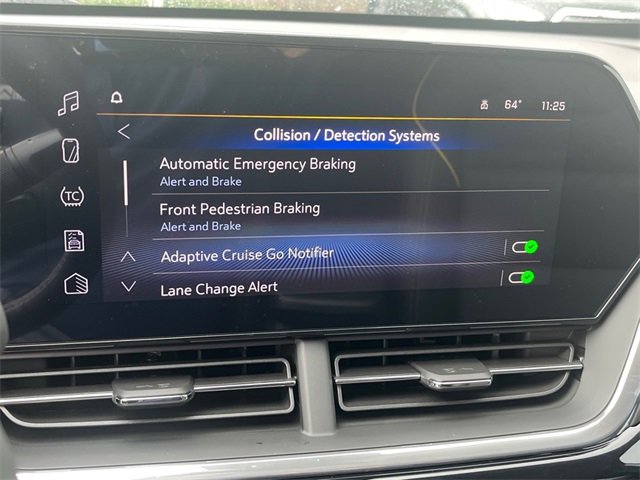 64° 11:25
Collision / Detection Systems
Automatic Emergency Braking
Alert and Brake
Front Pedestrian Braking
Alert and Brake
TC
Adaptive Cruise Go Notifier
Lane Change Alert